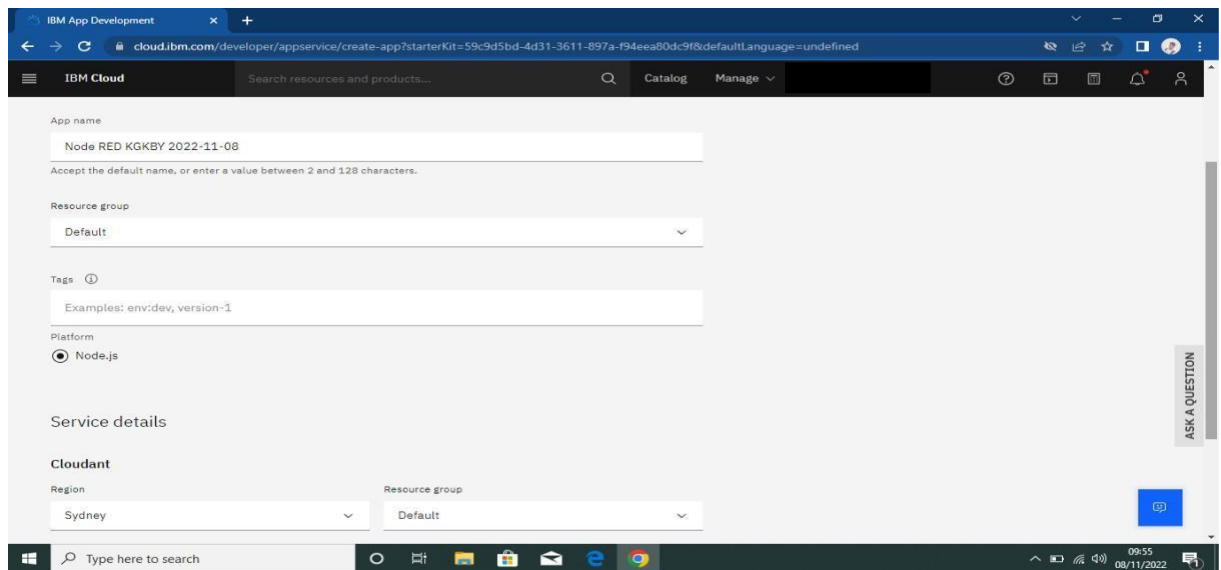 IBM App Development
cloud.ibm.com/developer/appservice/create-app?starterKit=59c9d5bd-4d31-3611-897a-f94eea80dc9f&defaultLanguage=undefined
IBM Cloud Search resources and products... Catalog Manage
App name
Node RED KGKBY 2022-11-08
Accept the default name, or enter a value between 2 and 128 characters.
Resource group
Default
Tags
Examples: env:dev, version-1
Platform
Node.js
ASK A QUESTION
Service details
Cloudant
Region Resource group
Sydney Default
Type here to search
09:55
08/11/2022
1